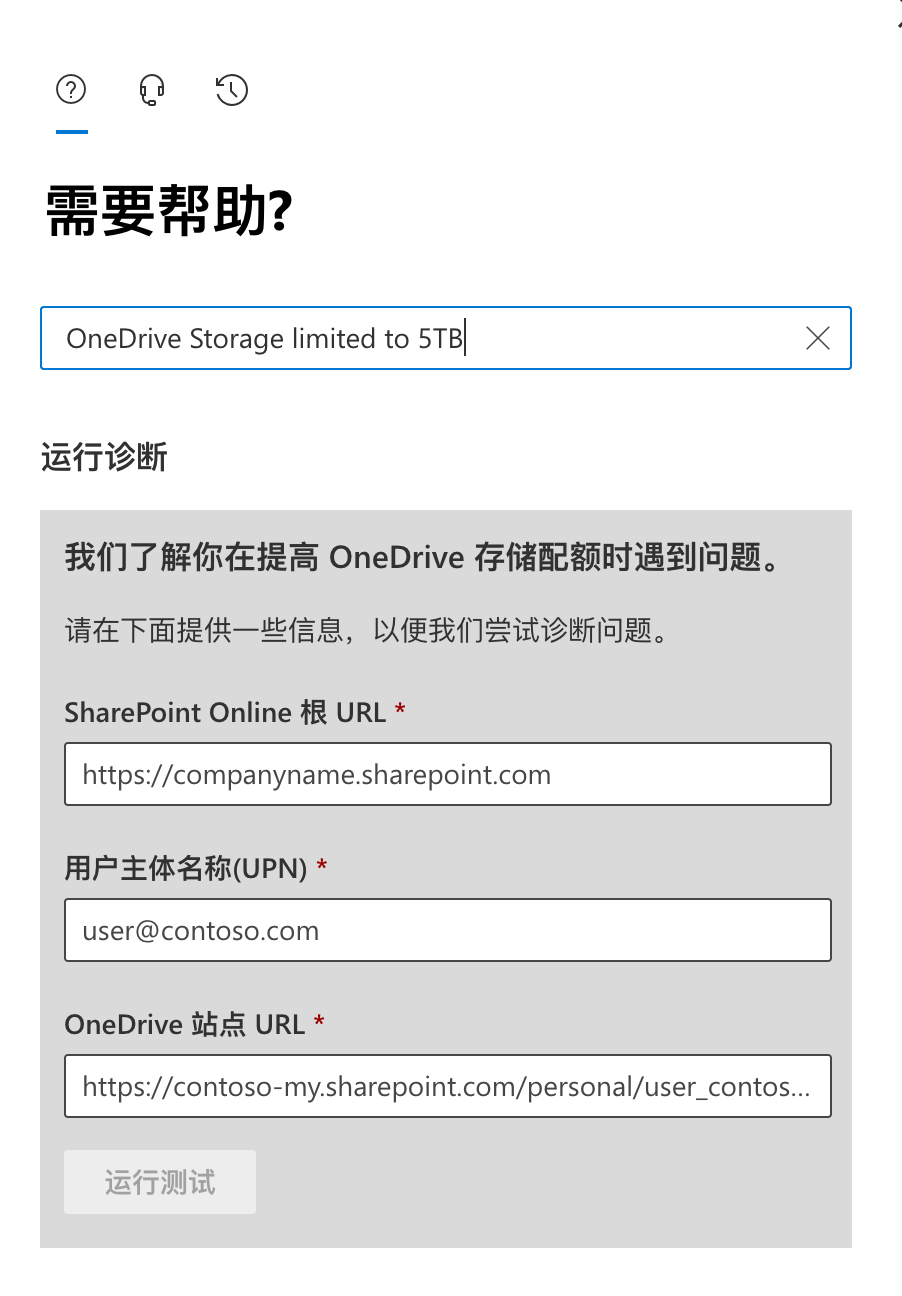 需要帮助?
OneDrive Storage limited to 5TB
运行诊断
我们了解你在提高 OneDrive 存储配额时遇到问题。
请在下面提供一些信息，以便我们尝试诊断问题。
SharePoint Online 根 URL *
https://companyname.sharepoint.com
用户主体名称(UPN) *
user@contoso.com
OneDrive 站点 URL *
https://contoso-my.sharepoint.com/personal/user_contos...
运行测试